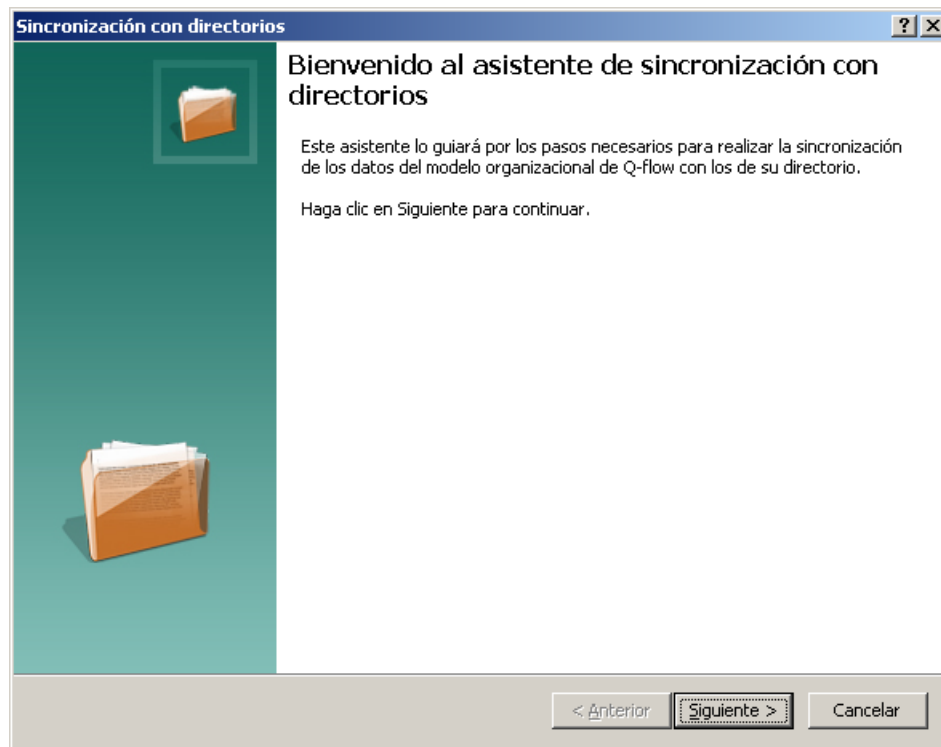 Sincronización con directorios
Bienvenido al asistente de sincronización con
directorios
Este asistente lo guiará por los pasos necesarios para realizar la sincronización
de los datos del modelo organizacional de Q-flow con los de su directorio.
Haga clic en Siguiente para continuar.
< Anterior
Siguiente >
Cancelar